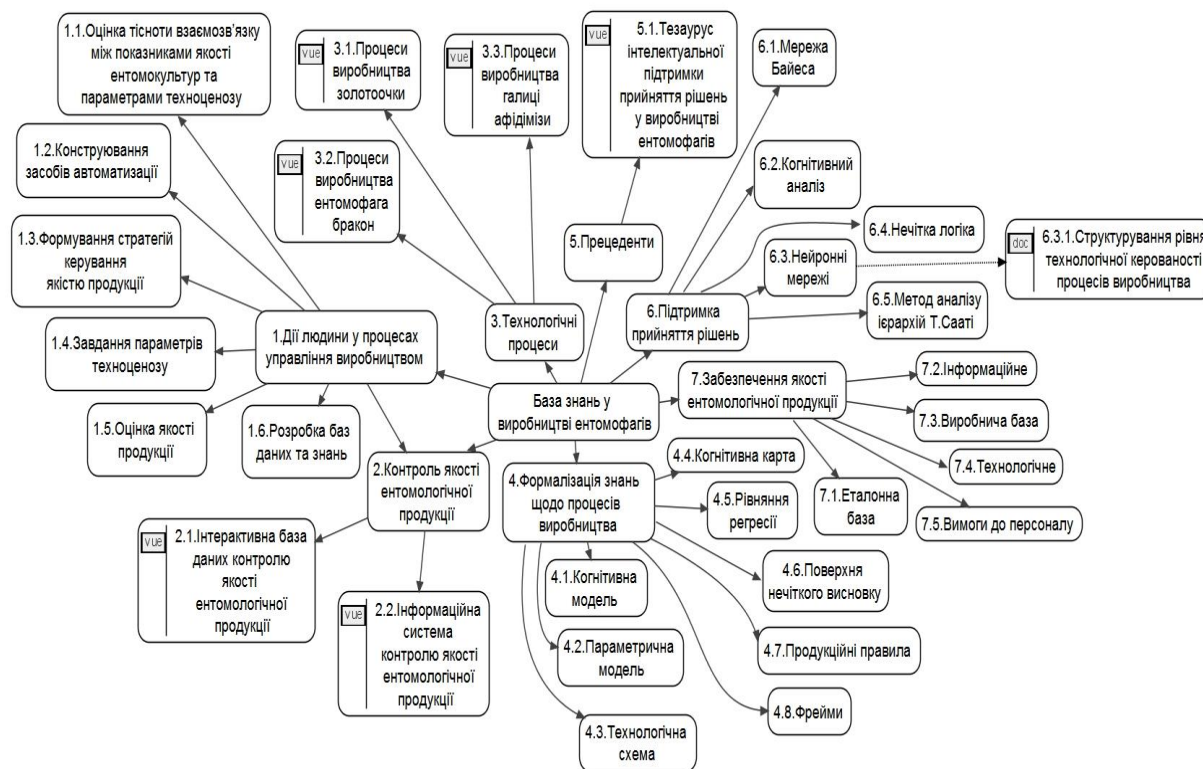 1.1.Оцінка тісноти взаємозв’язку
між показниками якості
ентомокультур та
параметрами техноценозу
vue
3.1.Процеси
виробництва
золотоочки
vue
3.3.Процеси
виробництва
галиці
афідімізи
vue
5.1.Тезаурус
інтелектуальної
підтримки
прийняття рішень
у виробництві
ентомофагів
6.1.Мережа
Байеса
1.2.Конструювання
засобів автоматизації
vue
3.2.Процеси
виробництва
ентомофага
бракон
6.2.Когнітивний
аналіз
1.3.Формування стратегій
керування
якістю продукції
5.Прецеденти
6.4.Нечітка логіка
6.3.Нейронні
мережі
doc
6.3.1.Структурування рівня
технологічної керованості
процесів виробництва
1.4.Завдання параметрів
техноценозу
1.Дії людини у процесах
управління виробництвом
3.Технологічні
процеси
6.Підтримка
прийняття рішень
6.5.Метод аналізу
ієрархій Т.Сааті
1.5.Оцінка якості
продукції
1.6.Розробка баз
даних та знань
База знань у
виробництві ентомофагів
7.Забезпечення якості
ентомологічної продукції
7.2.Інформаційне
7.3.Виробнича база
2.Контроль якості
ентомологічної
продукції
4.Формалізація знань
щодо процесів
виробництва
4.4.Когнітивна карта
4.5.Рівняння
регресії
7.1.Еталонна
база
7.4.Технологічне
7.5.Вимоги до персоналу
vue
2.1.Інтерактивна база
даних контролю
якості
ентомологічної
продукції
vue
2.2.Інформаційна
система
контролю якості
ентомологічної
продукції
4.1.Когнітивна
модель
4.6.Поверхня
нечіткого висновку
4.2.Параметрична
модель
4.7.Продукційні правила
4.3.Технологічна
схема
4.8.Фрейми